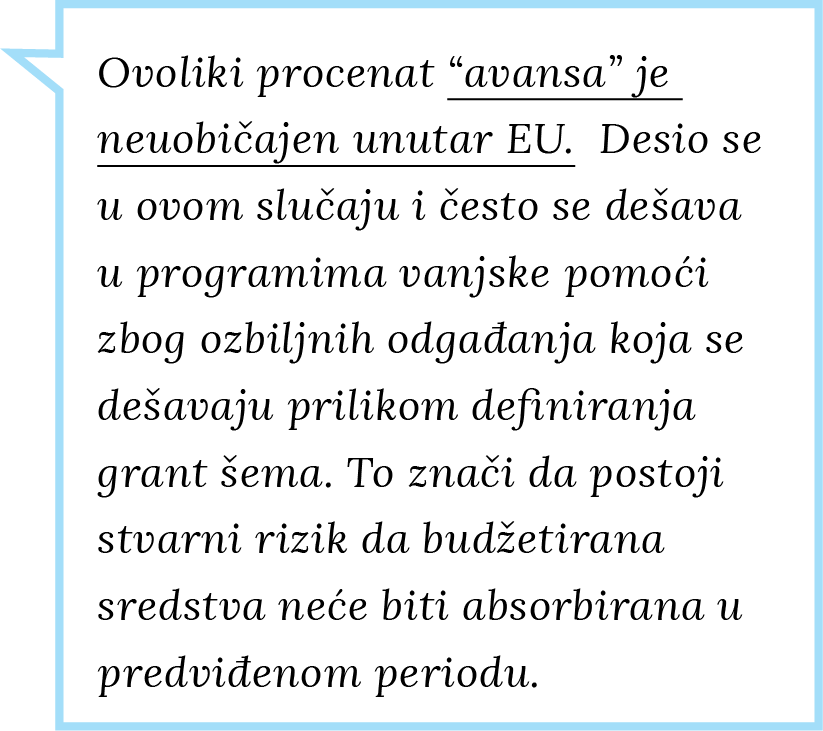 Ovoliki procenat “avansa” je
neuobičajen unutar EU. Desio se
u ovom slučaju i često se dešava
u programima vanjske pomoći
zbog ozbiljnih odgađanja koja se
dešavaju prilikom definiranja
grant šema. To znači da postoji
stvarni rizik da budžetirana
sredstva neće biti absorbirana u
predviđenom periodu.